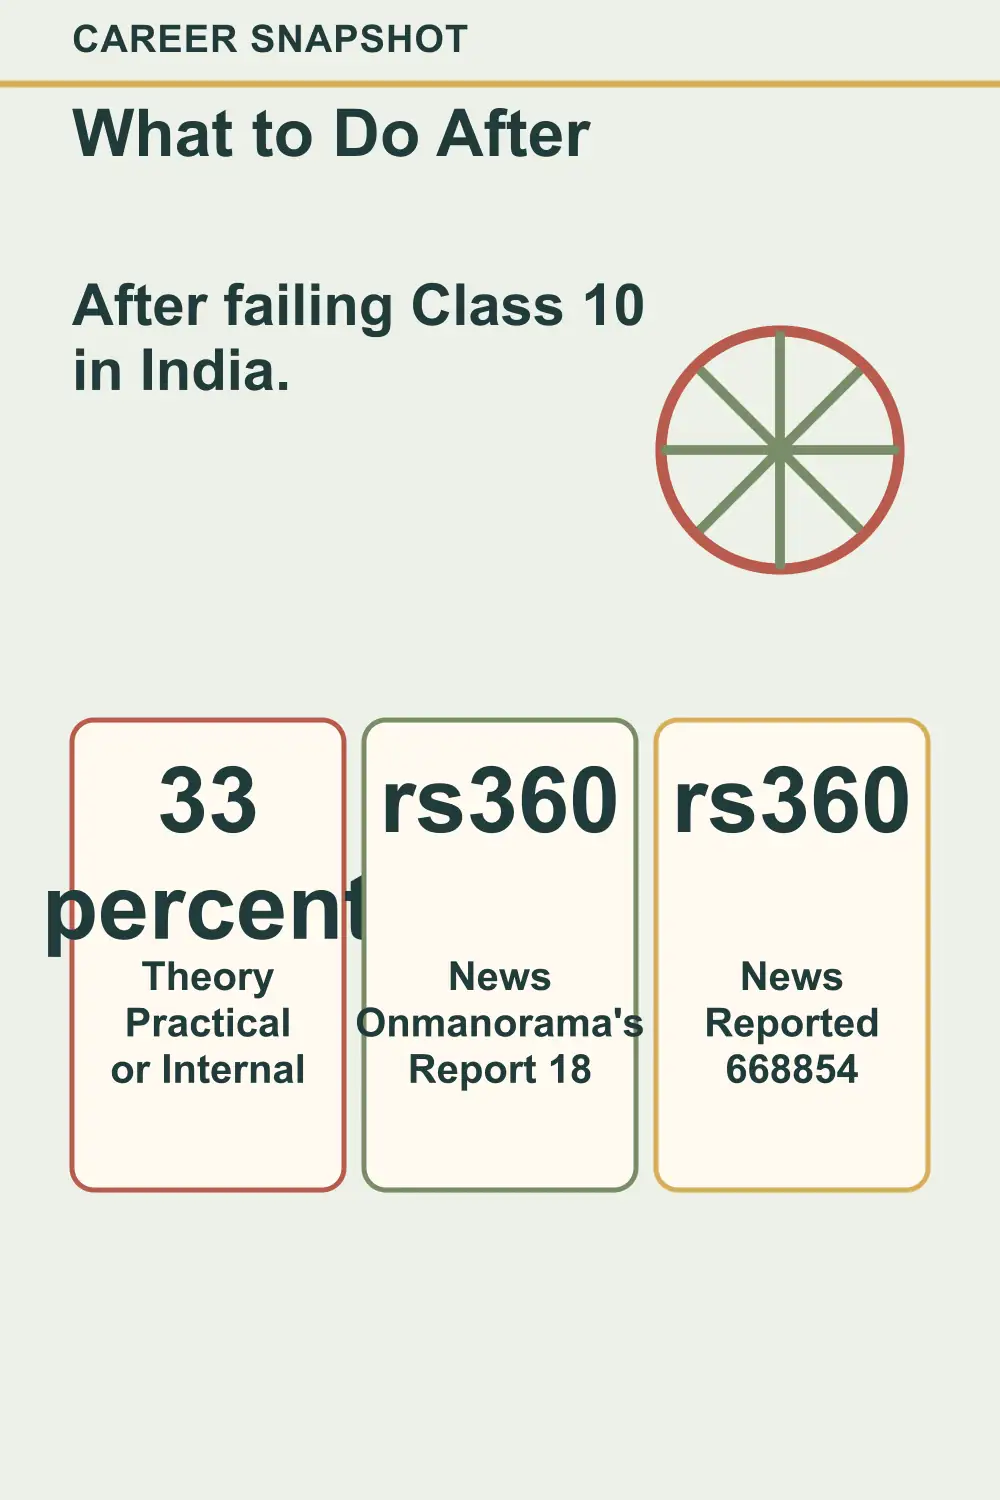 CAREER SNAPSHOT
What to Do After
After failing Class 10
in India.
33
percent
Theory
Practical
or Internal
rs360
News
Onmanorama's
Report 18
rs360
News
Reported
668854